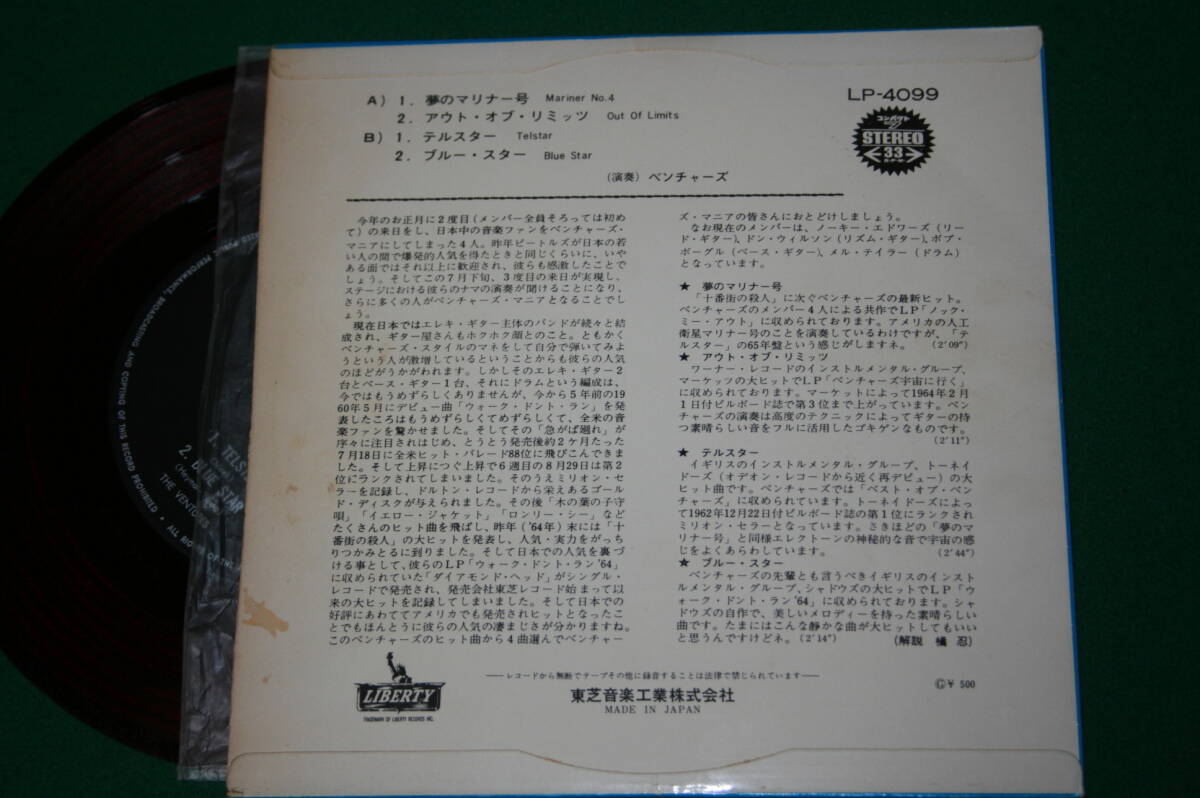 A) 1. 夢のマリナー号 Mariner No.4
2. アウト・オブ・リミッツ Out Of Limits
B) 1. テルスター Telstar
2. ブルー・スター Blue Star
(演奏) ベンチャーズ
LP-4099
コンパクト
STEREO
33
今年のお正月に2度目(メンバー全員そろっては初め
て)の来日をし、日本中の音楽ファンをベンチャーズ・
マニアにしてしまった4人。昨年ビートルズが日本の若
い人の間で爆発的人気を得たときと同じくらいに、いや
ある面ではそれ以上に歓迎され、彼らも感激したことで
しょう。そしてこの7月下旬、3度目の来日が実現し、
ステージにおける彼らのナマの演奏が聞けることになり、
さらに多くの人がベンチャーズ・マニアとなることでし
ょう。
現在日本ではエレキ・ギター主体のバンドが続々と結
成され、ギター屋さんもホクホク顔とのこと。ともかく
ベンチャーズ・スタイルのマネをして自分で弾いてみよ
うという人が激増しているということからも彼らの人気
のほどがうかがわれます。しかしそのエレキ・ギター2
台とベース・ギター1台、それにドラムという編成は、
今ではもうめずらしくありませんが、今から5年前の19
60年5月にデビュー曲「ウォーク・ドント・ラン」を発
表したころはもうめずらしくてめずらしくて、全米の音
楽ファンを驚かせました。そしてその「急がば廻れ」が
序々に注目されはじめ、とうとう発売後約2ケ月たった
7月18日に全米ヒット・パレード88位に飛びこんできま
した。そして上昇につぐ上昇で6週目の8月29日は第2
位にランクされてしまいました。そのうえミリオン・セ
ラーを記録し、ドルトン・レコードから栄えあるゴール
ド・ディスクが与えられました。その後「木の葉の子守
唄」「イエロー・ジャケット」「ロンリー・シー」など
たくさんのヒット曲を飛ばし、昨年('64年)末には「十
番街の殺人」の大ヒットを発表し、人気・実力をがっち
りつかみとるに到りました。そして日本での人気を裏づ
ける事として、彼らのLP「ウォーク・ドント・ラン'64」
に収められていた「ダイアモンド・ヘッド」がシングル・
レコードで発売され、発売会社東芝レコード始まって以
来の大ヒットを記録してしまいました。そして日本での
好評にあわててアメリカでも発売されヒットとなったこ
とでもほんとうに彼らの人気の凄まじさが分かりますね。
このベンチャーズのヒット曲から4曲選んでベンチャー
ズ・マニアの皆さんにおとどけしましょう。
なお現在のメンバーは、ノーキー・エドワーズ(リー
ド・ギター)、ドン・ウィルソン(リズム・ギター)、ボブ・
ボーグル(ベース・ギター)、メル・テイラー(ドラム)
となっています。
★ 夢のマリナー号
「十番街の殺人」に次ぐベンチャーズの最新ヒット。
ベンチャーズのメンバー4人による共作でLP「ノック・
ミー・アウト」に収められております。アメリカの人工
衛星マリナー号のことを演奏しているわけですが、「テ
ルスター」の65年盤という感じがしますネ。 (2'09")
★ アウト・オブ・リミッツ
ワーナー・レコードのインストルメンタル・グループ、
マーケッツの大ヒットでLP「ベンチャーズ宇宙に行く」
に収められております。マーケットによって1964年2月
1日付ビルボード誌で第3位まで上がっています。ベン
チャーズの演奏は高度のテクニックによってギターの持
つ素晴らしい音をフルに活用したゴキゲンなものです。
(2'11")
★ テルスター
イギリスのインストルメンタル・グループ、トーネイ
ドーズ(オデオン・レコードから近く再デビュー)の大
ヒット曲です。ベンチャーズでは「ベスト・オブ・ベン
チャーズ」に収められています。トーネイドーズによ
って1962年12月22日付ビルボード誌の第1位にランクされ
ミリオン・セラーとなっています。さきほどの「夢のマ
リナー号」と同様エレクトーンの神秘的な音で宇宙の感
じをよくあらわしています。 (2'44")
★ ブルー・スター
ベンチャーズの先輩とも言うべきイギリスのインスト
ルメンタル・グループ、シャドウズの大ヒットでLP「ウ
ォーク・ドント・ラン'64」に収められております。シャ
ドウズの自作で、美しいメロディーを持った素晴らしい
曲です。たまにはこんな静かな曲が大ヒットしてもいい
と思うんですけどネ。(2'14") (解説 橘 忍)
レコードから無断でテープその他に録音することは法律で禁じられています
東芝音楽工業株式会社
MADE IN JAPAN
Ⓖ¥ 500
LIBERTY
TRADEMARK OF LIBERTY RECORDS INC.
PERFORMANCE, BROADCASTING AND COPYING OF THIS RECORD PROHIBITED • ALL
1. TELS
2. BLUE STAR
THE VENTURES